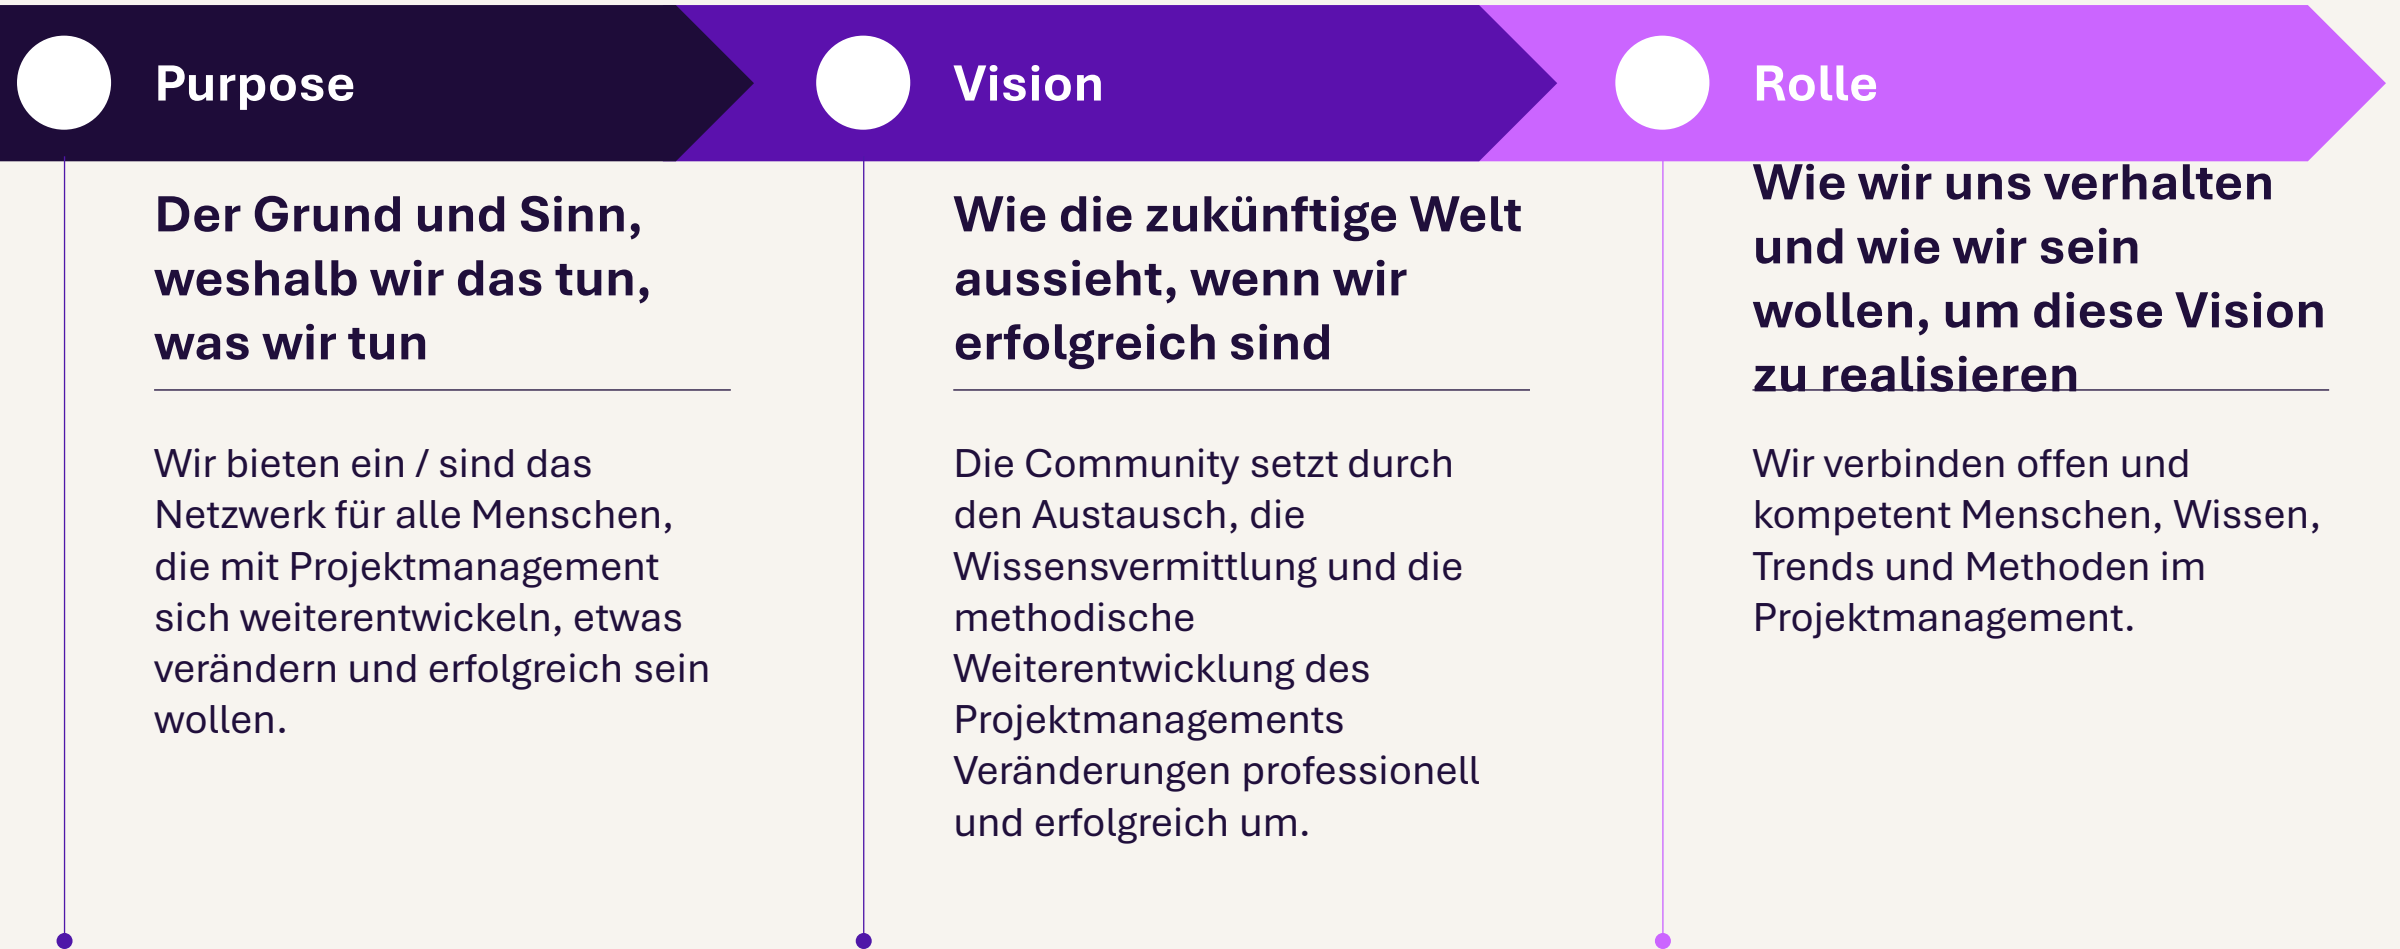 Purpose
Der Grund und Sinn,
weshalb wir das tun,
was wir tun
Wir bieten ein / sind das
Netzwerk für alle Menschen,
die mit Projektmanagement
sich weiterentwickeln, etwas
verändern und erfolgreich sein
wollen.
Vision
Wie die zukünftige Welt
aussieht, wenn wir
erfolgreich sind
Die Community setzt durch
den Austausch, die
Wissensvermittlung und die
methodische
Weiterentwicklung des
Projektmanagements
Veränderungen professionell
und erfolgreich um.
Rolle
Wie wir uns verhalten
und wie wir sein
wollen, um diese Vision
zu realisieren
Wir verbinden offen und
kompetent Menschen, Wissen,
Trends und Methoden im
Projektmanagement.